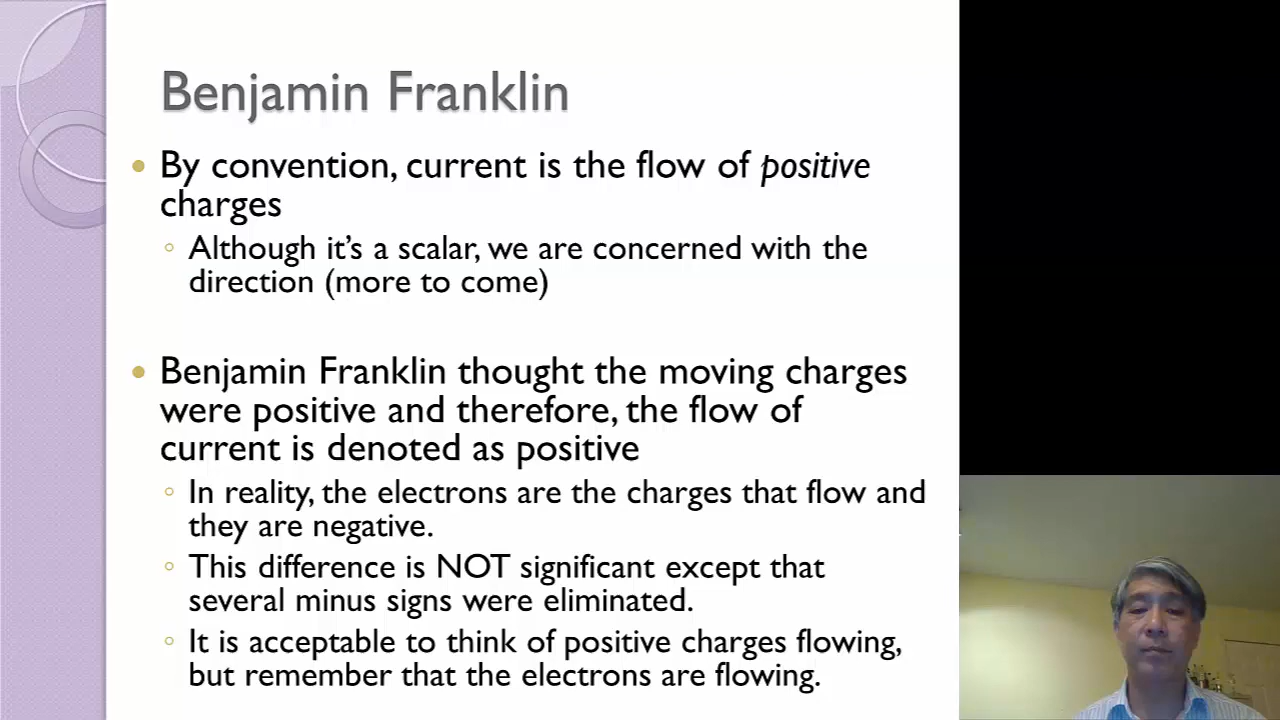 Benjamin Franklin
• By convention, current is the flow of positive
charges
◦ Although it’s a scalar, we are concerned with the
direction (more to come)
• Benjamin Franklin thought the moving charges
were positive and therefore, the flow of
current is denoted as positive
◦ In reality, the electrons are the charges that flow and
they are negative.
◦ This difference is NOT significant except that
several minus signs were eliminated.
◦ It is acceptable to think of positive charges flowing,
but remember that the electrons are flowing.